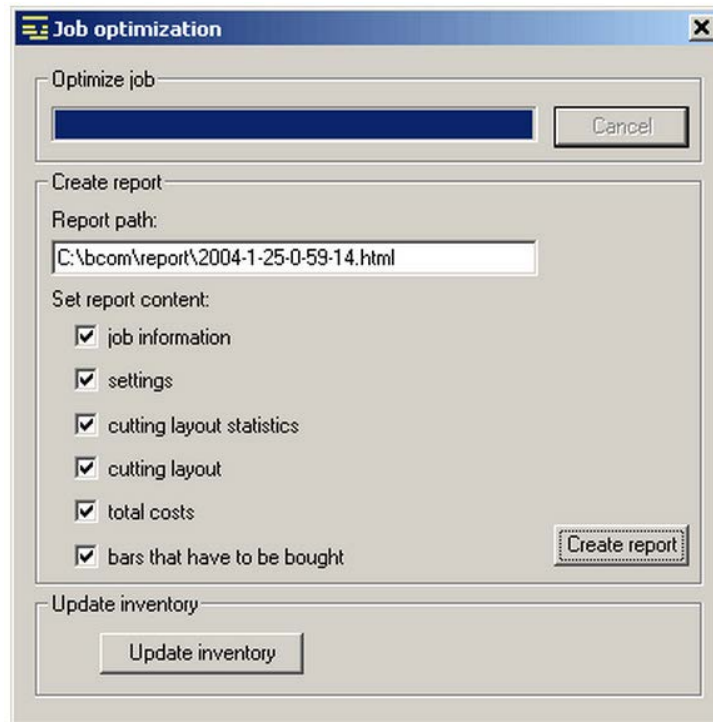 Job optimization
Optimize job
Cancel
Create report
Report path:
C:\bcom\report\2004-1-25-0-59-14.html
Set report content:
job information
settings
cutting layout statistics
cutting layout
total costs
bars that have to be bought
Create report
Update inventory
Update inventory